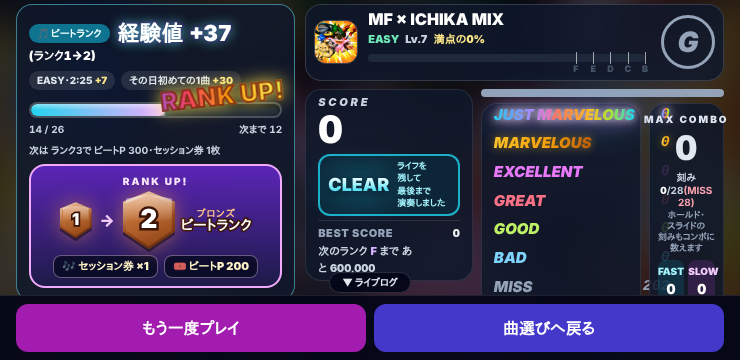 ビートランク 経験値 +37
(ランク1→2)
EASY・2:25 +7 その日初めての1曲 +30
RANK UP!
14 / 26 次まで 12
次は ランク3で ビートP 300・セッション券 1枚
RANK UP!
1 → 2 ブロンズ
ビートランク
セッション券 ×1 ビートP 200
MF × ICHIKA MIX
EASY Lv.7 満点の0%
F E D C B
G
SCORE
0
CLEAR ライフを
残して
最後まで
演奏しました
BEST SCORE 0
次のランク F まで あ
と 600,000
▼ ライブログ
JUST MARVELOUS 0
MARVELOUS 0
EXCELLENT
GREAT
GOOD
BAD
MISS
MAX COMBO
0
刻み
0/28(MISS
28)
ホールド・
スライドの
刻みもコンボに
数えます
FAST SLOW
0 0
もう一度プレイ 曲選びへ戻る